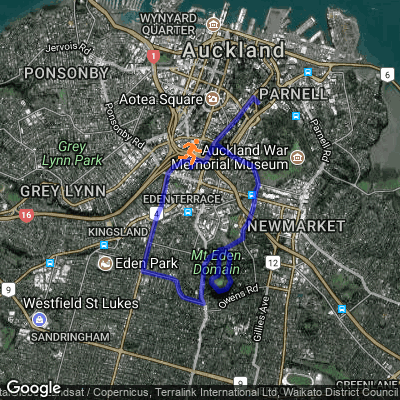 WYNYARD
QUARTER
Jervois Rd
Auckland
1
6
PONSONBY
Aotea Square
PARNELL
Ponsonby Rd
Parnell Rd
Grey
Lynn Park
Auckland War
Memorial Museum
GREY LYNN
EDEN TERRACE
4
16
KINGSLAND
NEWMARKET
Eden Park
Mt Eden
Domain
12
9
Owens Rd
Westfield St Lukes
Gillies Ave
SANDRINGHAM
9
GREENLANE
Google
dsat / Copernicus, Terralink International Ltd, Waikato District Council